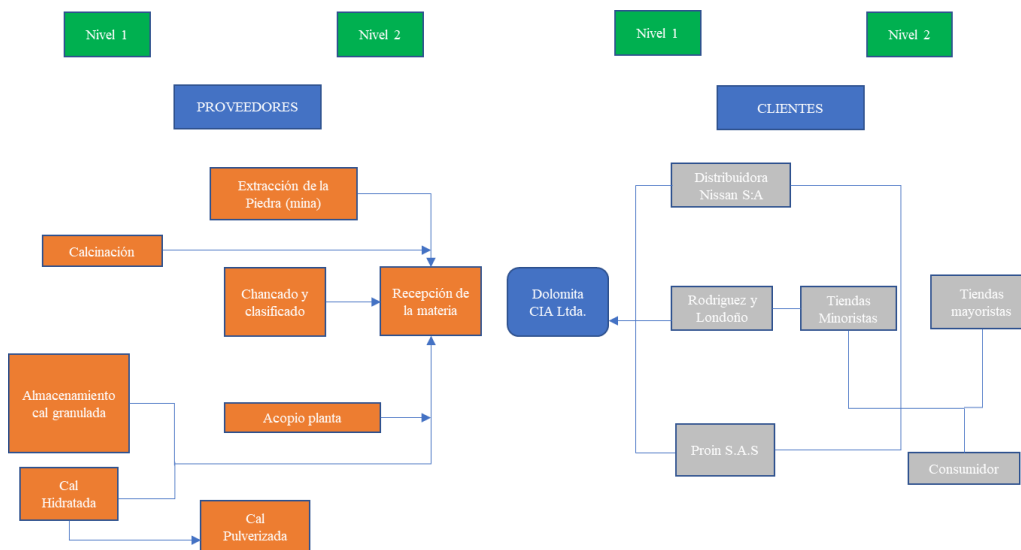 Nivel 1
Nivel 2
Nivel 1
Nivel 2
PROVEEDORES
CLIENTES
Extracción de la
Piedra (mina)
Calcinación
Chancado y
clasificado
Recepción de
la materia
Almacenamiento
cal granulada
Acopio planta
Cal
Hidratada
Cal
Pulverizada
Distribuidora
Nissan S:A
Dolomita
CIA Ltda.
Rodríguez y
Londoño
Tiendas
Minoristas
Tiendas
mayoristas
Proin S.A.S
Consumidor